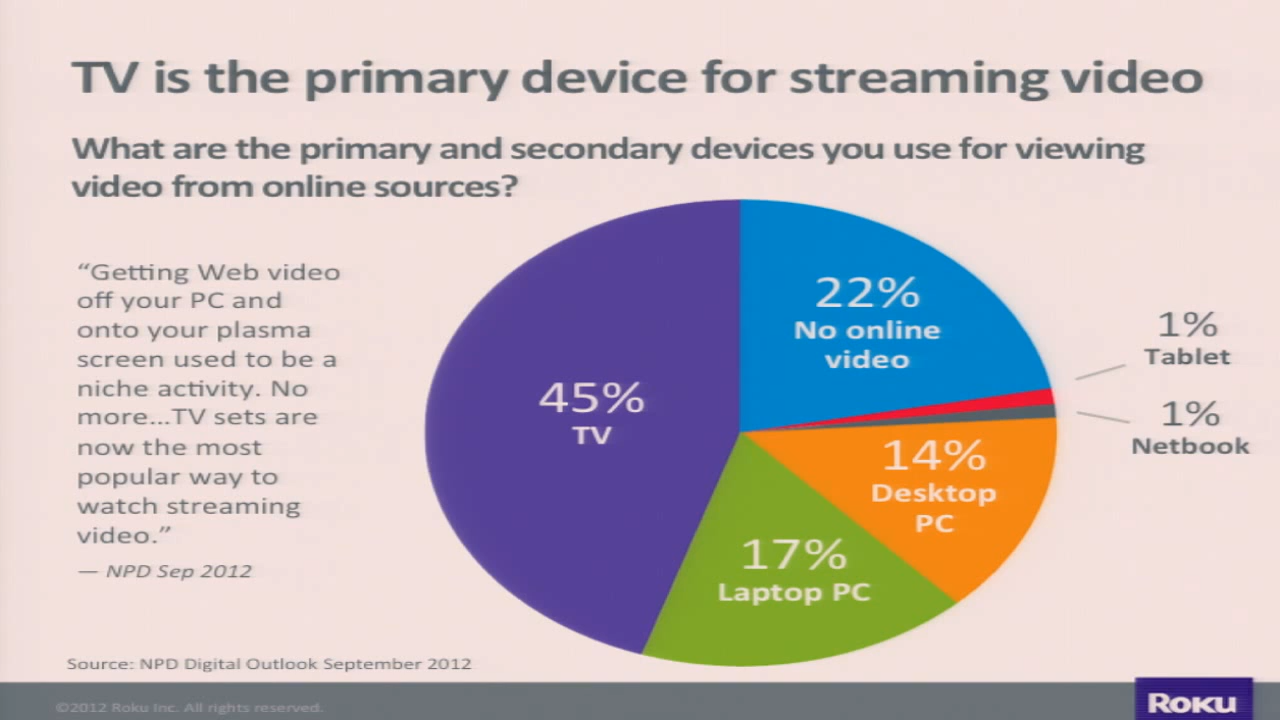 TV is the primary device for streaming video
What are the primary and secondary devices you use for viewing
video from online sources?
“Getting Web video
off your PC and
onto your plasma
screen used to be a
niche activity. No
more...TV sets are
now the most
popular way to
watch streaming
video.”
— NPD Sep 2012
45%
TV
22%
No online
video
1%
Tablet
1%
Netbook
14%
Desktop
PC
17%
Laptop PC
Source: NPD Digital Outlook September 2012
©2012 Roku Inc. All rights reserved.
ROKU